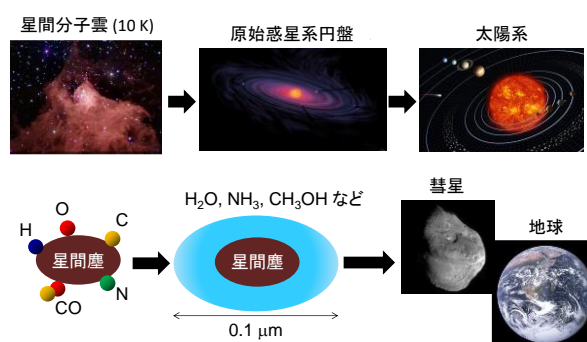 星間分子雲 (10 K)
原始惑星系円盤
太陽系
H
O
C
星間塵
CO
N
H₂O, NH₃, CH₃OH など
星間塵
0.1 μm
彗星
地球